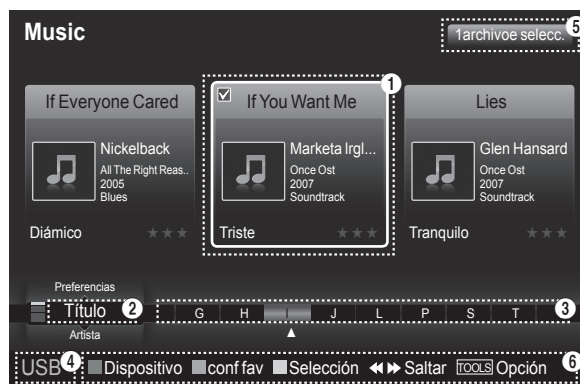 Music
1archivoe selecc.
5
1
If Everyone Cared
If You Want Me
Lies
Nickelback
All The Right Reas..
2005
Blues
Marketa Irgl...
Once Ost
2007
Soundtrack
Glen Hansard
Once Ost
2007
Soundtrack
Diámico ★★★
Triste ★★★
Tranquilo ★★★
Preferencias
Título 2
G H I J L P S T 3
Artista
USB 4 Dispositivo conf fav Selección ◄◄ ►► Saltar TOOLS Opción 6